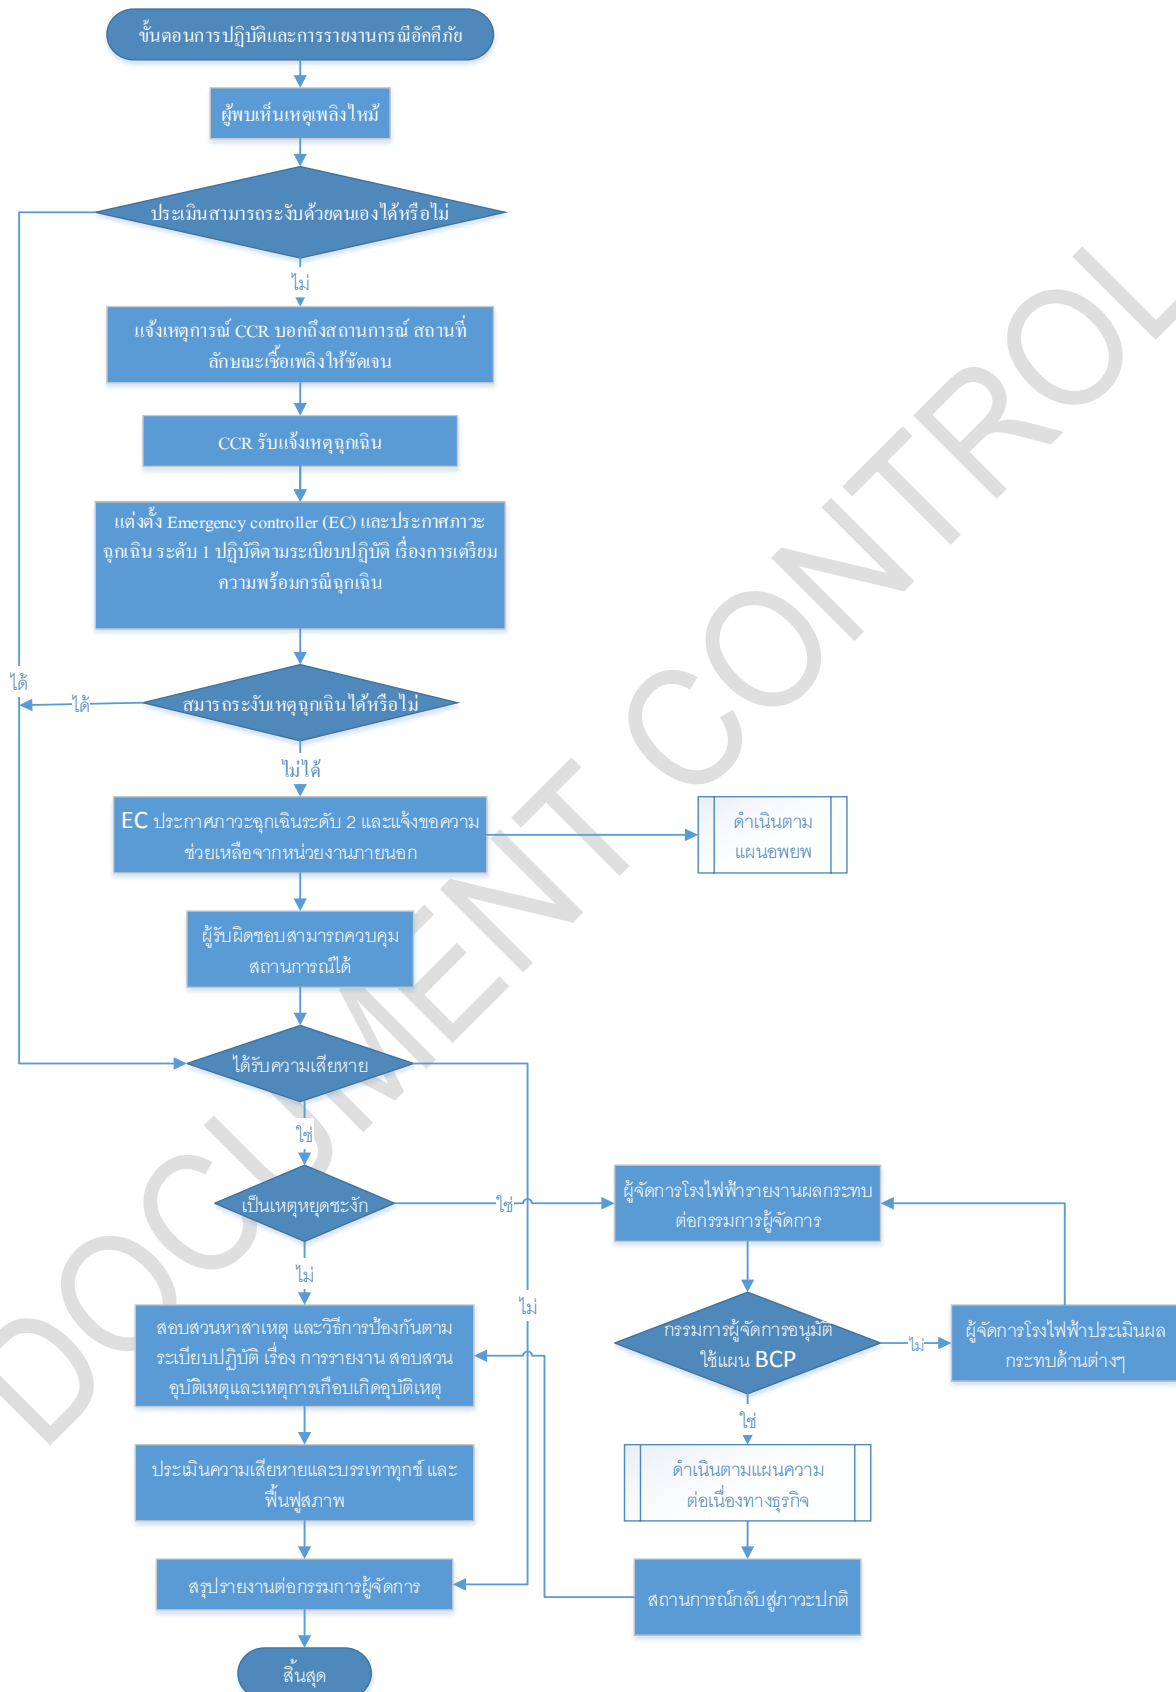 ขั้นตอนการปฏิบัติและการรายงานกรณีอัคคีภัย
ผู้พบเห็นเหตุเพลิงไหม้
ประเมินสามารถระงับด้วยตนเองได้หรือไม่
ไม่
แจ้งเหตุการณ์ CCR บอกถึงสถานการณ์ สถานที่
ลักษณะเชื้อเพลิงให้ชัดเจน
CCR รับแจ้งเหตุฉุกเฉิน
แต่งตั้ง Emergency controller (EC) และประกาศภาวะ
ฉุกเฉิน ระดับ 1 ปฏิบัติตามระเบียบปฏิบัติ เรื่องการเตรียม
ความพร้อมกรณีฉุกเฉิน
ได้
ได้
สมารถระงับเหตุฉุกเฉินได้หรือไม่
ไม่ได้
EC ประกาศภาวะฉุกเฉินระดับ 2 และแจ้งขอความ
ช่วยเหลือจากหน่วยงานภายนอก
ดำเนินตาม
แผนอพยพ
ผู้รับผิดชอบสามารถควบคุม
สถานการณ์ได้
ได้รับความเสียหาย
ใช่
เป็นเหตุหยุดชะงัก
ใช่
ผู้จัดการโรงไฟฟ้ารายงานผลกระทบ
ต่อกรรมการผู้จัดการ
ไม่
ไม่
สอบสวนหาสาเหตุ และวิธีการป้องกันตาม
ระเบียบปฏิบัติ เรื่อง การรายงาน สอบสวน
อุบัติเหตุและเหตุการเกือบเกิดอุบัติเหตุ
กรรมการผู้จัดการอนุมัติ
ใช้แผน BCP
ไม่
ผู้จัดการโรงไฟฟ้าประเมินผล
กระทบด้านต่างๆ
ใช่
ประเมินความเสียหายและบรรเทาทุกข์ และ
ฟื้นฟูสภาพ
ดำเนินตามแผนความ
ต่อเนื่องทางธุรกิจ
สรุปรายงานต่อกรรมการผู้จัดการ
สถานการณ์กลับสู่ภาวะปกติ
สิ้นสุด
DOCUMENT CONTROL